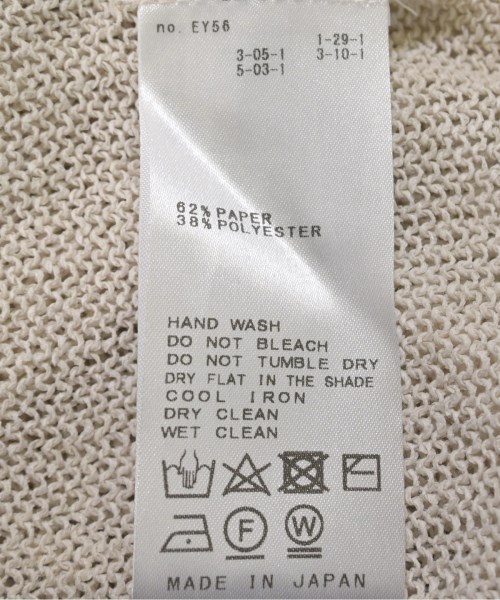 no. EY56
1-29-1
3-05-1 3-10-1
5-03-1
62% PAPER
38% POLYESTER
HAND WASH
DO NOT BLEACH
DO NOT TUMBLE DRY
DRY FLAT IN THE SHADE
COOL IRON
DRY CLEAN
WET CLEAN
F W
MADE IN JAPAN